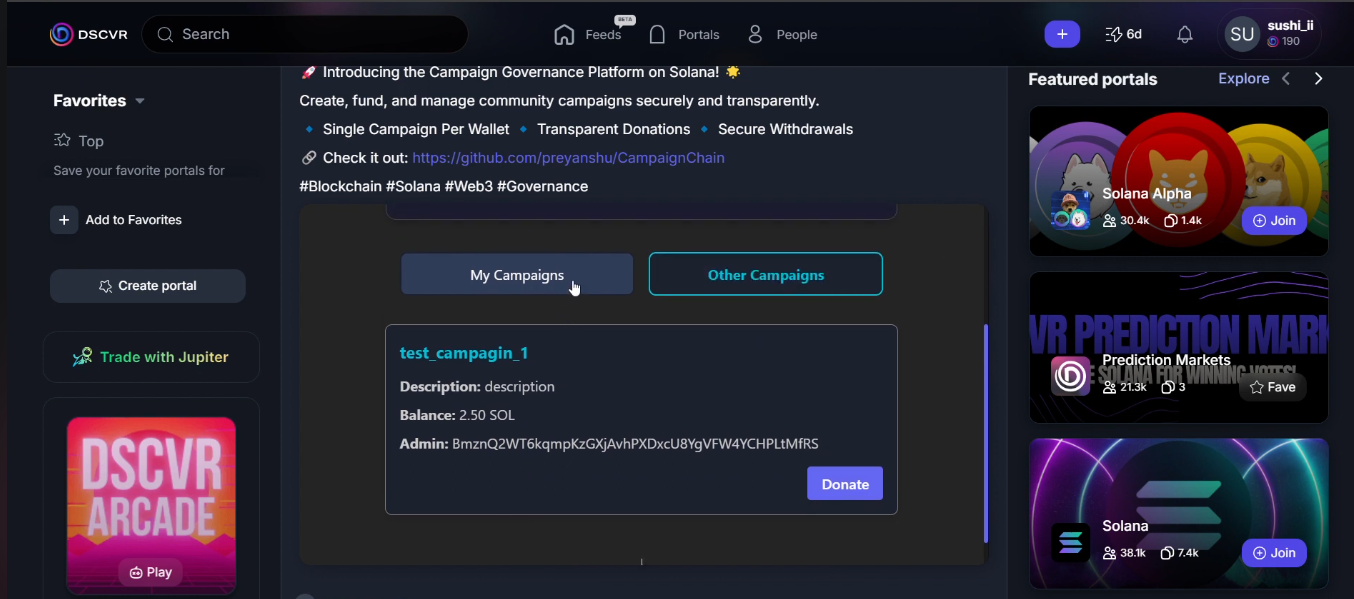 DSCVR
Search
Feeds
BETA
Portals
People
+
6d
SU
sushi_ii
190
Favorites
Top
Save your favorite portals for
+ Add to Favorites
Create portal
Trade with Jupiter
DSCVR
ARCADE
Play
🚀 Introducing the Campaign Governance Platform on Solana! 🌟
Create, fund, and manage community campaigns securely and transparently.
🔹 Single Campaign Per Wallet 🔹 Transparent Donations 🔹 Secure Withdrawals
🔗 Check it out: https://github.com/preyanshu/CampaignChain
#Blockchain #Solana #Web3 #Governance
My Campaigns
Other Campaigns
test_campagin_1
Description: description
Balance: 2.50 SOL
Admin: BmznQ2WT6kqmpKzGXjAvhPXDxcU8YgVFW4YCHPLtMfRS
Donate
Featured portals
Explore
Solana Alpha
30.4k 1.4k
Join
VR PREDICTION MARK
Prediction Markets
E SOLANA FOR WINNING VOTES!
21.3k 3
Fave
Solana
38.1k 7.4k
Join